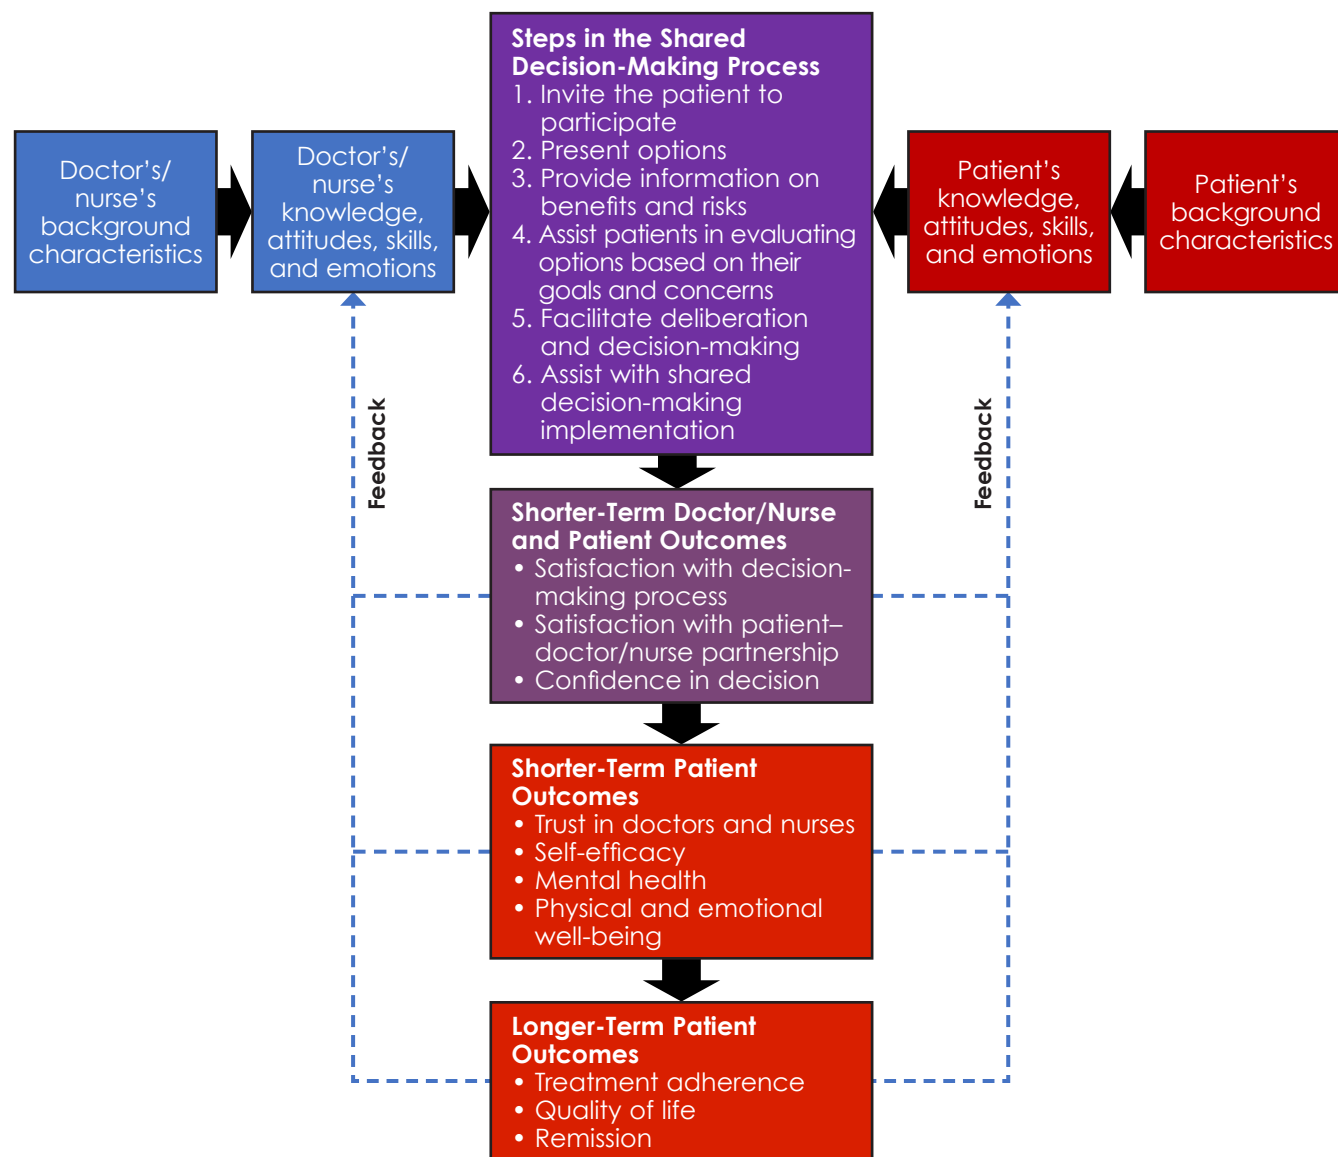 Steps in the Shared
Decision-Making Process
1. Invite the patient to
participate
2. Present options
3. Provide information on
benefits and risks
4. Assist patients in evaluating
options based on their
goals and concerns
5. Facilitate deliberation
and decision-making
6. Assist with shared
decision-making
implementation
Doctor's/
nurse's
background
characteristics
Doctor's/
nurse's
knowledge,
attitudes, skills,
and emotions
Patient's
knowledge,
attitudes, skills,
and emotions
Patient's
background
characteristics
Feedback
Feedback
Shorter-Term Doctor/Nurse
and Patient Outcomes
• Satisfaction with decision-
making process
• Satisfaction with patient–
doctor/nurse partnership
• Confidence in decision
Shorter-Term Patient
Outcomes
• Trust in doctors and nurses
• Self-efficacy
• Mental health
• Physical and emotional
well-being
Longer-Term Patient
Outcomes
• Treatment adherence
• Quality of life
• Remission